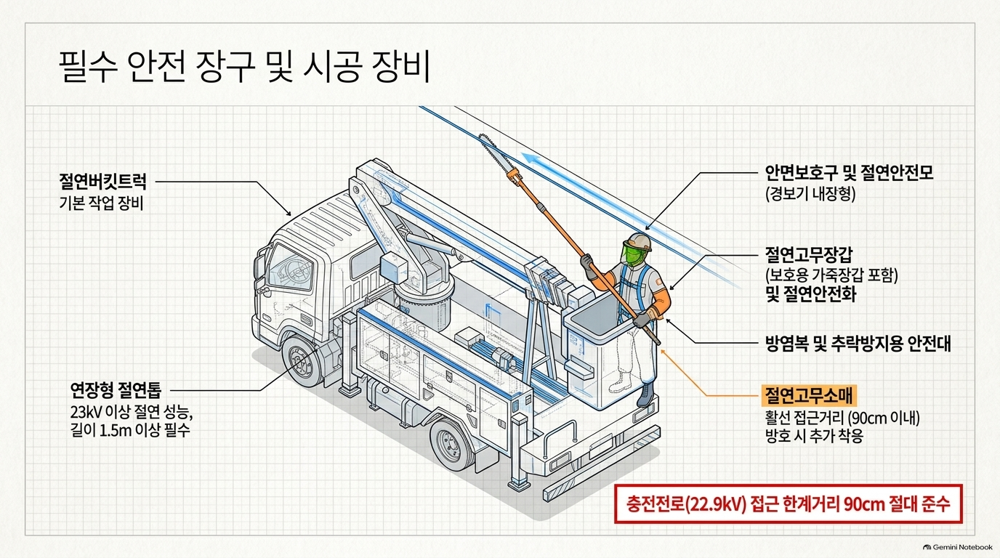 필수 안전 장구 및 시공 장비
절연버킷트럭
기본 작업 장비
연장형 절연톱
23kV 이상 절연 성능,
길이 1.5m 이상 필수
안면보호구 및 절연안전모
(경보기 내장형)
절연고무장갑
(보호용 가죽장갑 포함)
및 절연안전화
방염복 및 추락방지용 안전대
절연고무소매
활선 접근거리 (90cm 이내)
방호 시 추가 착용
충전전로(22.9kV) 접근 한계거리 90cm 절대 준수
Gemini Notebook